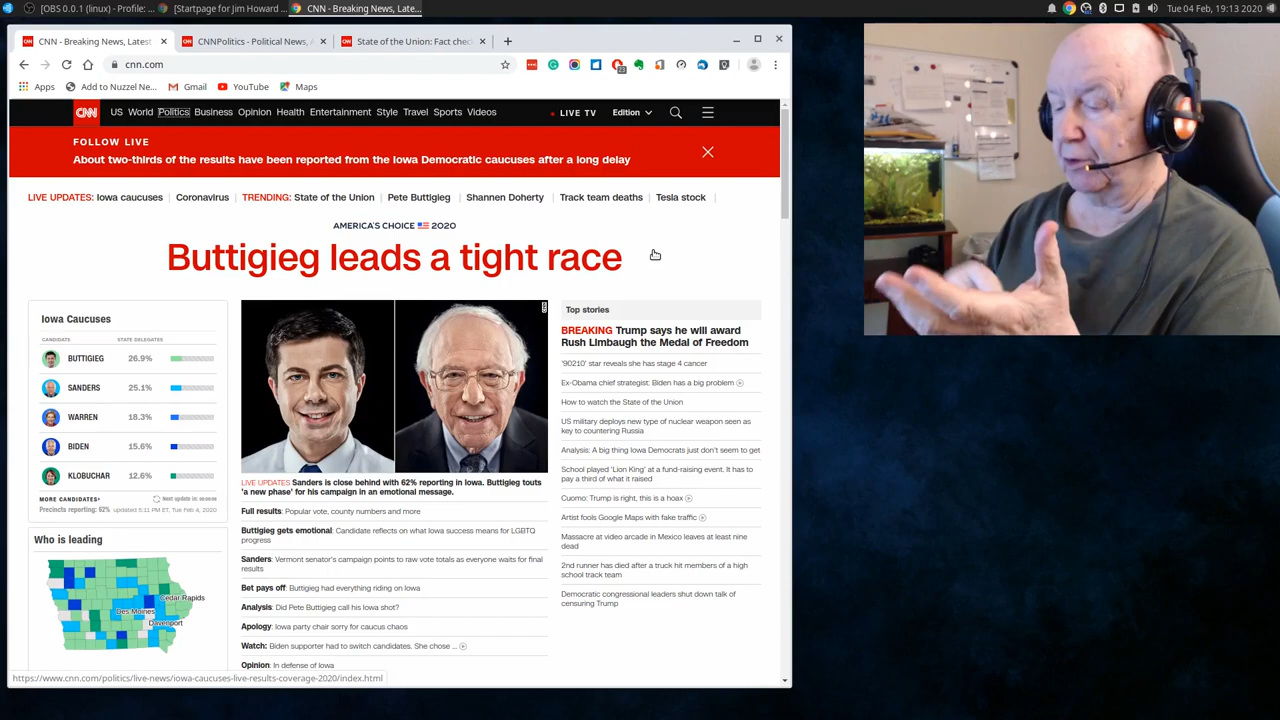 [OBS 0.0.1 (linux) - Profile: ...
[Startpage for Jim Howard ...
CNN - Breaking News, Late...
Tue 04 Feb, 19:13 2020
CNN - Breaking News, Latest
CNNPolitics - Political News, A
State of the Union: Fact chec
cnn.com
23
Apps
Add to Nuzzel Ne...
Gmail
YouTube
Maps
CNN US World Politics Business Opinion Health Entertainment Style Travel Sports Videos
LIVE TV
Edition
FOLLOW LIVE
About two-thirds of the results have been reported from the Iowa Democratic caucuses after a long delay
LIVE UPDATES: Iowa caucuses | Coronavirus | TRENDING: State of the Union | Pete Buttigieg | Shannen Doherty | Track team deaths | Tesla stock |
AMERICA'S CHOICE 2020
Buttigieg leads a tight race
Iowa Caucuses
CANDIDATE STATE DELEGATES
BUTTIGIEG 26.9%
SANDERS 25.1%
WARREN 18.3%
BIDEN 15.6%
KLOBUCHAR 12.6%
MORE CANDIDATES
Next update in:
Precincts reporting: 62% updated 5:11 PM ET, Tue Feb 4, 2020
Who is leading
Cedar Rapids
Des Moines
Davenport
LIVE UPDATES Sanders is close behind with 62% reporting in Iowa. Buttigieg touts
'a new phase' for his campaign in an emotional message.
Full results: Popular vote, county numbers and more
Buttigieg gets emotional: Candidate reflects on what Iowa success means for LGBTQ
progress
Sanders: Vermont senator's campaign points to raw vote totals as everyone waits for final
results
Bet pays off: Buttigieg had everything riding on Iowa
Analysis: Did Pete Buttigieg call his Iowa shot?
Apology: Iowa party chair sorry for caucus chaos
Watch: Biden supporter had to switch candidates. She chose ...
Opinion: In defense of Iowa
Top stories
BREAKING Trump says he will award
Rush Limbaugh the Medal of Freedom
'90210' star reveals she has stage 4 cancer
Ex-Obama chief strategist: Biden has a big problem
How to watch the State of the Union
US military deploys new type of nuclear weapon seen as
key to countering Russia
Analysis: A big thing Iowa Democrats just don't seem to get
School played 'Lion King' at a fund-raising event. It has to
pay a third of what it raised
Cuomo: Trump is right, this is a hoax
Artist fools Google Maps with fake traffic
Massacre at video arcade in Mexico leaves at least nine
dead
2nd runner has died after a truck hit members of a high
school track team
Democratic congressional leaders shut down talk of
censuring Trump
https://www.cnn.com/politics/live-news/iowa-caucuses-live-results-coverage-2020/index.html